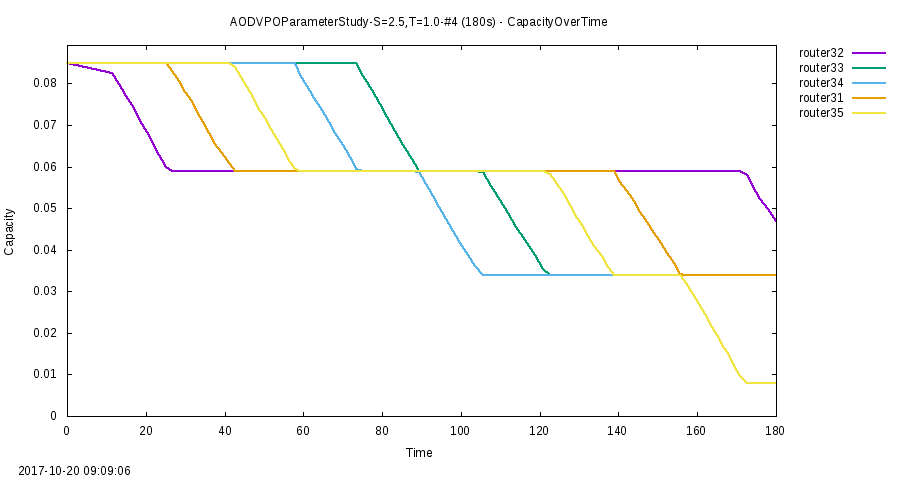 AODVPOParameterStudy-S=2.5,T=1.0-#4 (180s) - CapacityOverTime
router32
router33
router34
router31
router35
0.08
0.07
0.06
0.05
0.04
0.03
0.02
0.01
0
Capacity
0 20 40 60 80 100 120 140 160 180
Time
2017-10-20 09:09:06